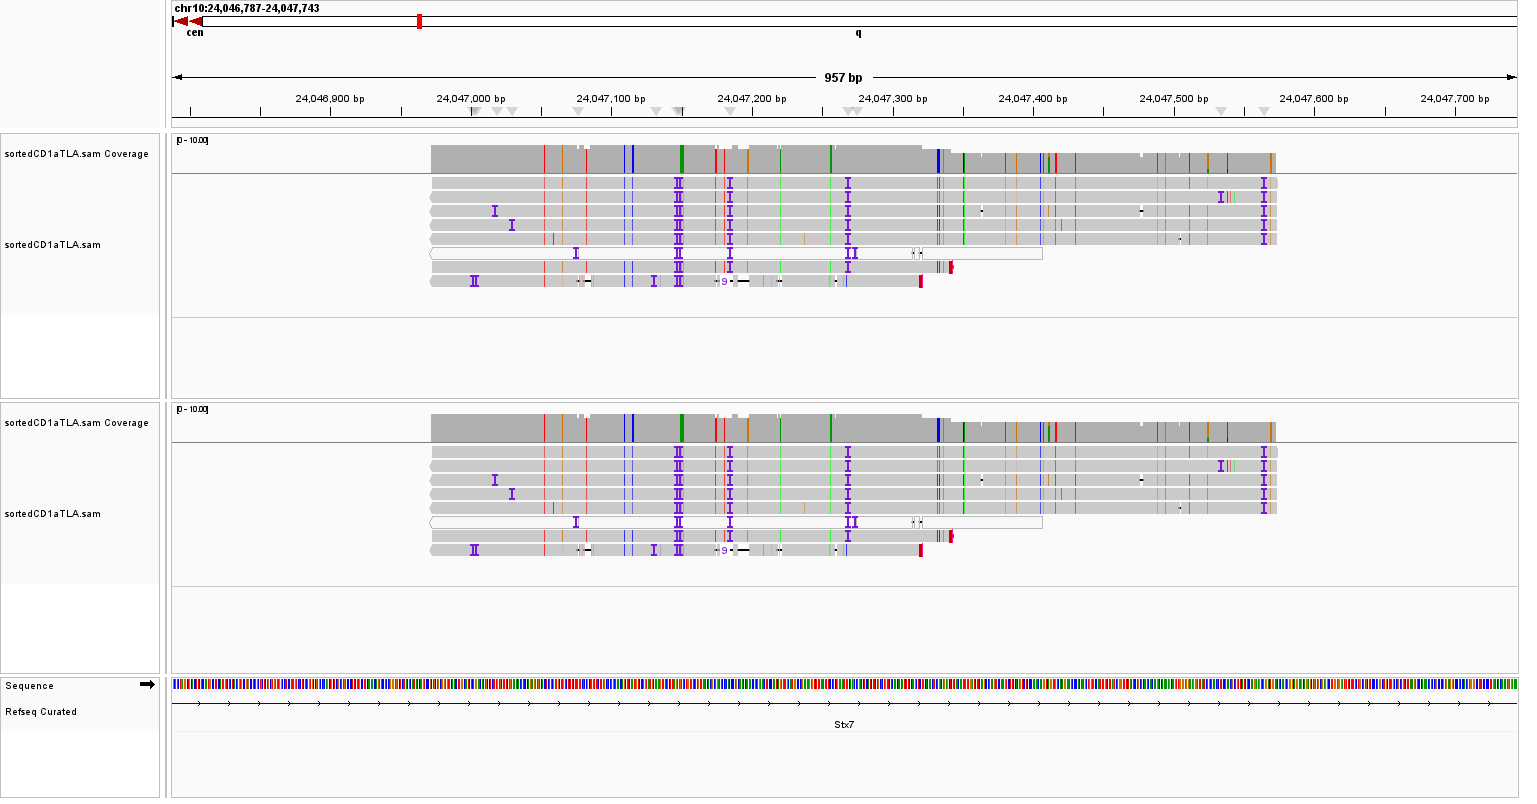 chr10:24,046,787-24,047,743
cen
q
957 bp
24,046,900 bp 24,047,000 bp 24,047,100 bp 24,047,200 bp 24,047,300 bp 24,047,400 bp 24,047,500 bp 24,047,600 bp 24,047,700 bp
[0 - 10.00]
sortedCD1aTLA.sam Coverage
sortedCD1aTLA.sam
9
[0 - 10.00]
sortedCD1aTLA.sam Coverage
sortedCD1aTLA.sam
9
Sequence
Refseq Curated
Stx7